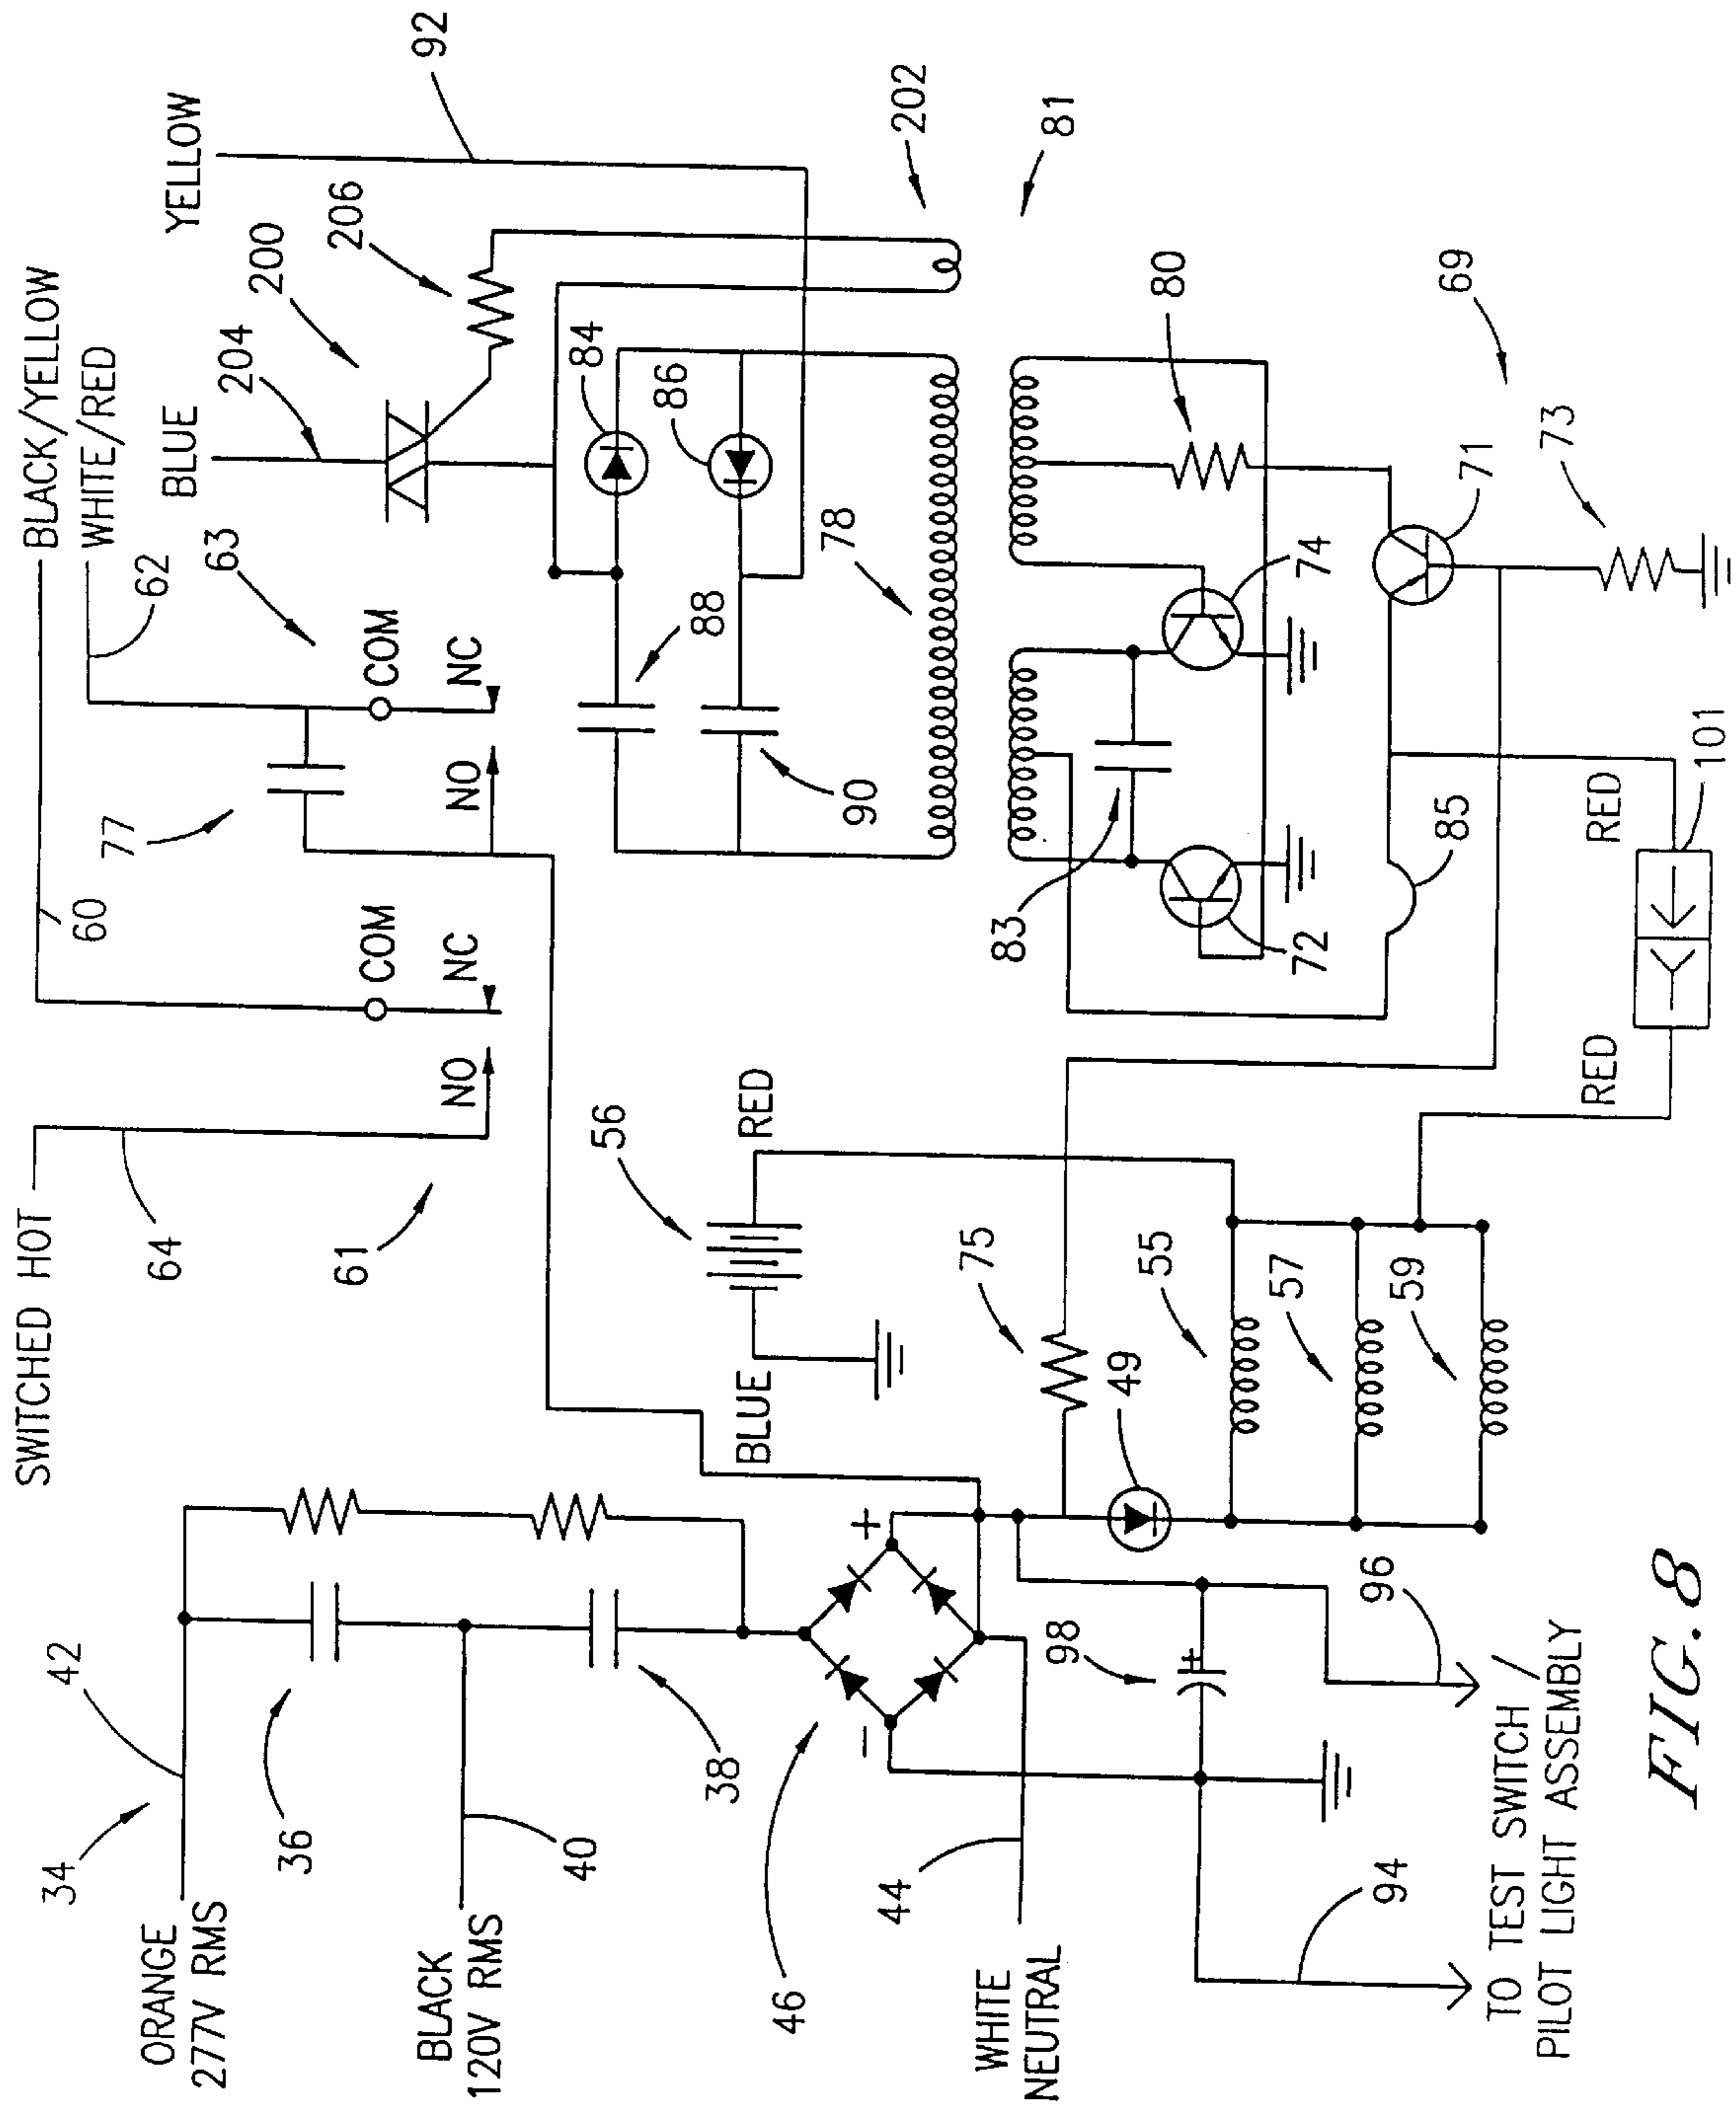 SWITCHED HOT
BLACK/YELLOW
WHITE/RED
BLUE
YELLOW
64
60
62
204
200
206
92
34
42
ORANGE
277V RMS
36
BLACK
120V RMS
40
38
61
77
63
COM
COM
NO
NC
NO
NC
84
86
88
90
78
202
81
56
BLUE
RED
46
+
−
WHITE
NEUTRAL
44
75
49
55
57
59
83
72
74
80
69
71
73
85
98
+
94
96
RED
RED
101
TO TEST SWITCH /
PILOT LIGHT ASSEMBLY
FIG. 8